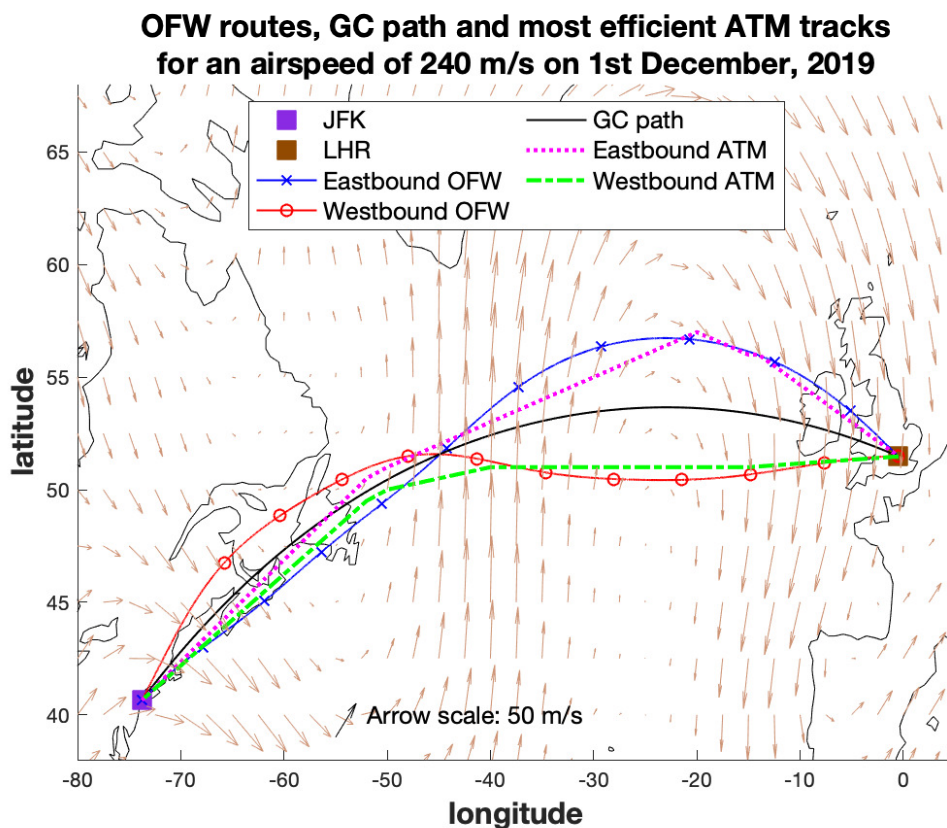 OFW routes, GC path and most efficient ATM tracks
for an airspeed of 240 m/s on 1st December, 2019
JFK
LHR
Eastbound OFW
Westbound OFW
GC path
Eastbound ATM
Westbound ATM
65
60
55
50
45
40
latitude
Arrow scale: 50 m/s
-80 -70 -60 -50 -40 -30 -20 -10 0
longitude